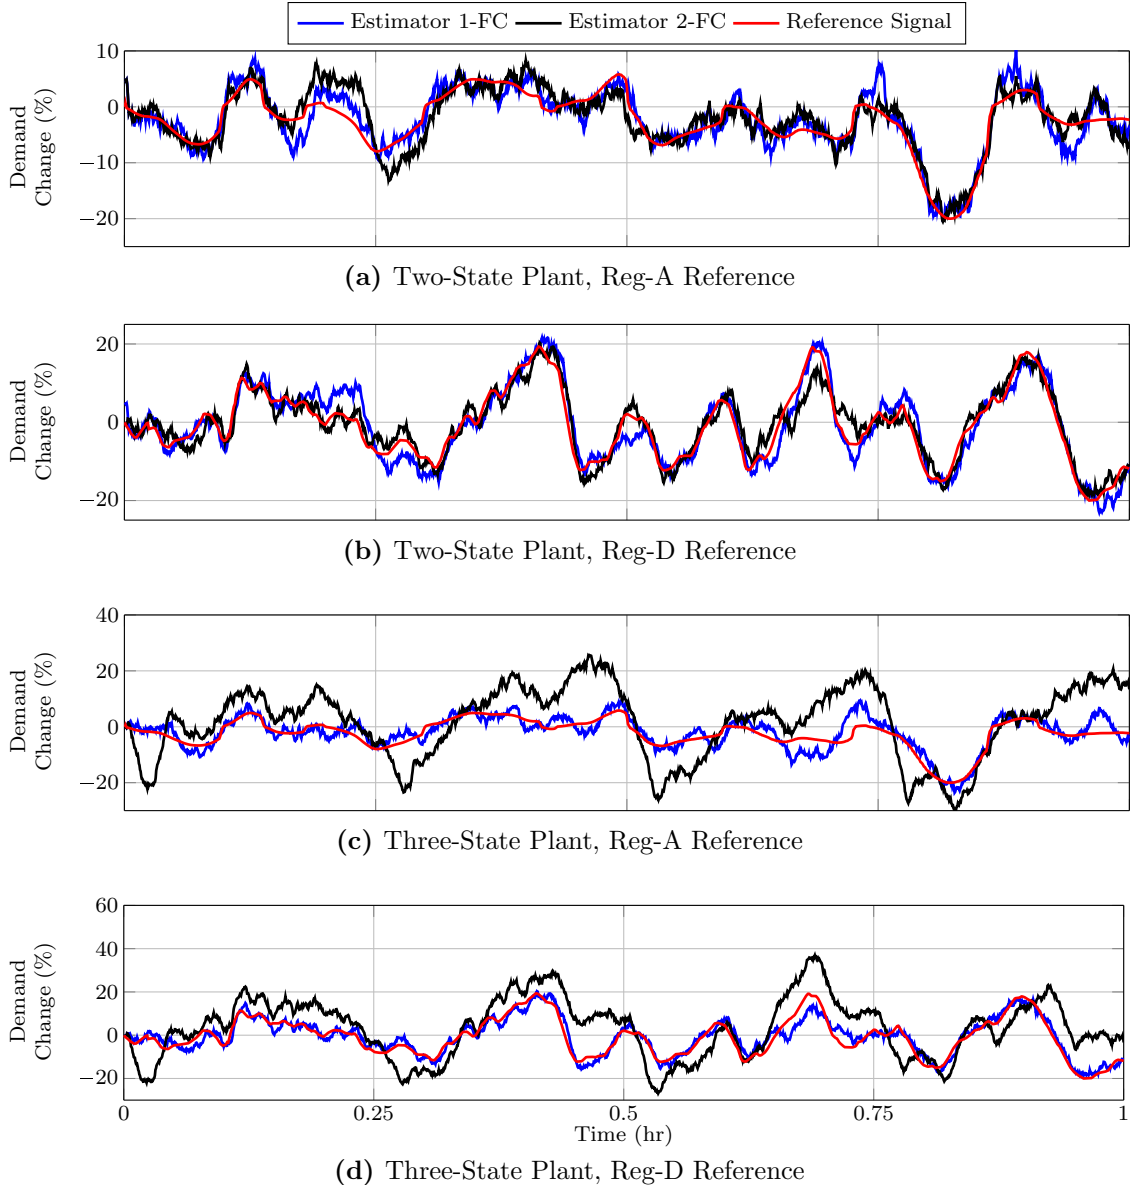 Estimator 1-FC Estimator 2-FC Reference Signal
Demand
Change (%)
10
0
−10
−20
(a) Two-State Plant, Reg-A Reference
Demand
Change (%)
20
0
−20
(b) Two-State Plant, Reg-D Reference
Demand
Change (%)
40
20
0
−20
(c) Three-State Plant, Reg-A Reference
Demand
Change (%)
60
40
20
0
−20
0 0.25 0.5 0.75 1
Time (hr)
(d) Three-State Plant, Reg-D Reference